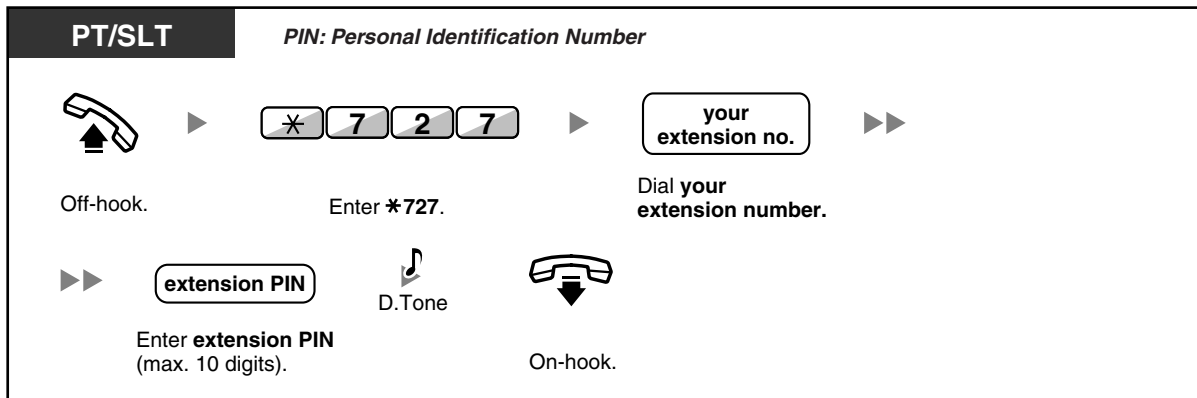 PT/SLT
PIN: Personal Identification Number
* 7 2 7
your
extension no.
Off-hook.
Enter *727.
Dial your
extension number.
extension PIN
D.Tone
Enter extension PIN
(max. 10 digits).
On-hook.